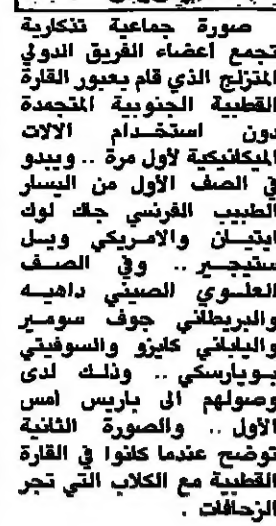 صورة جماعية تذكارية
تجمع أعضاء الفريق الدولي
المتزلج الذي قام بعبور القارة
القطبية الجنوبية المتجمدة
دون استخدام الالات
الميكانيكية لأول مرة .. ويبدو
في الصف الأول من اليسار
الطبيب الفرنسي جاك لوك
ايتيان والامريكي ويل
ستيجير .. وفي الصف
العلوي الصيني داهيه
والبريطاني جوف سومير
والياباني كايزو والسوفيتي
بويارسكي .. وذلك لدى
وصولهم الى باريس امس
الأول .. والصورة الثانية
توضح عندما كانوا في القارة
القطبية مع الكلاب التي تجر
الزحافات .